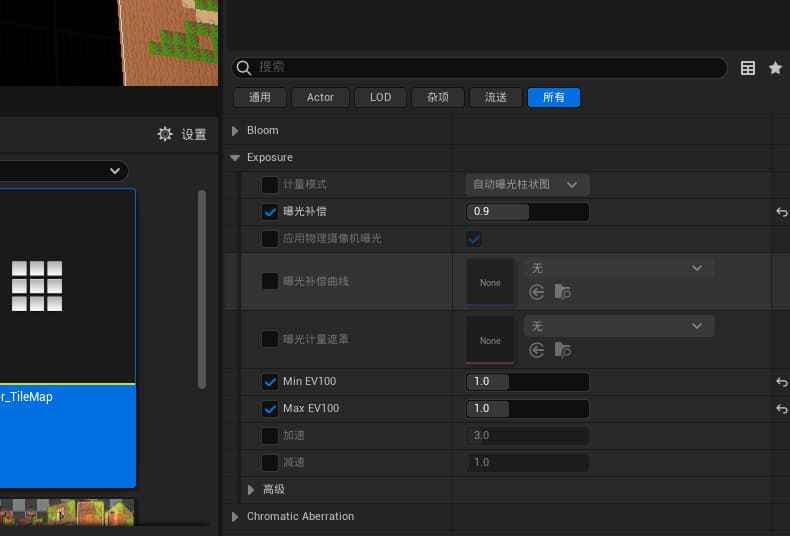 搜索
通用 Actor LOD 杂项 流送 所有
设置
Bloom
Exposure
计量模式 自动曝光柱状图
曝光补偿 0.9
应用物理摄像机曝光
曝光补偿曲线 None 无
曝光计量遮罩 None 无
Min EV100 1.0
Max EV100 1.0
加速 3.0
减速 1.0
高级
Chromatic Aberration
r_TileMap